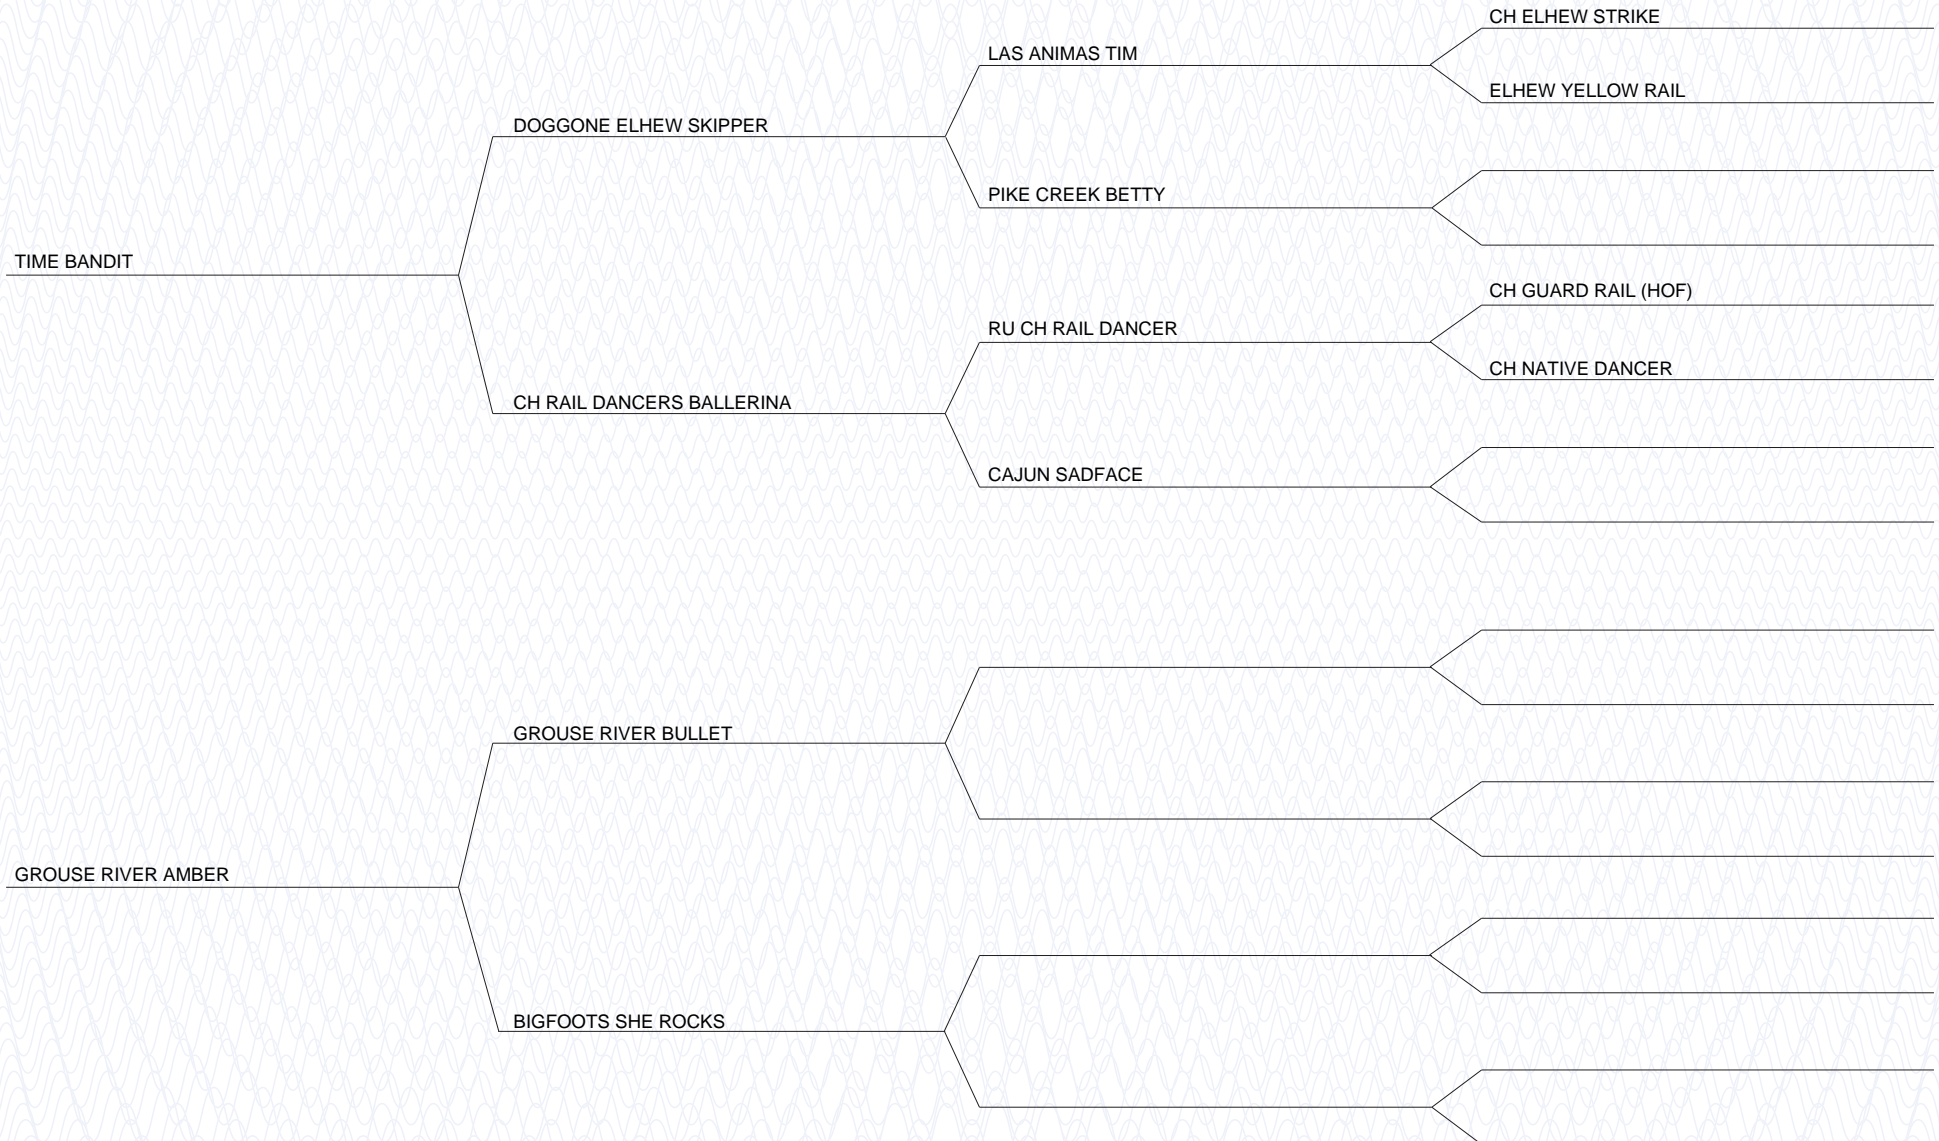 CH ELHEW STRIKE
LAS ANIMAS TIM
ELHEW YELLOW RAIL
DOGGONE ELHEW SKIPPER
PIKE CREEK BETTY
TIME BANDIT
CH GUARD RAIL (HOF)
RU CH RAIL DANCER
CH NATIVE DANCER
CH RAIL DANCERS BALLERINA
CAJUN SADFACE
GROUSE RIVER BULLET
GROUSE RIVER AMBER
BIGFOOTS SHE ROCKS